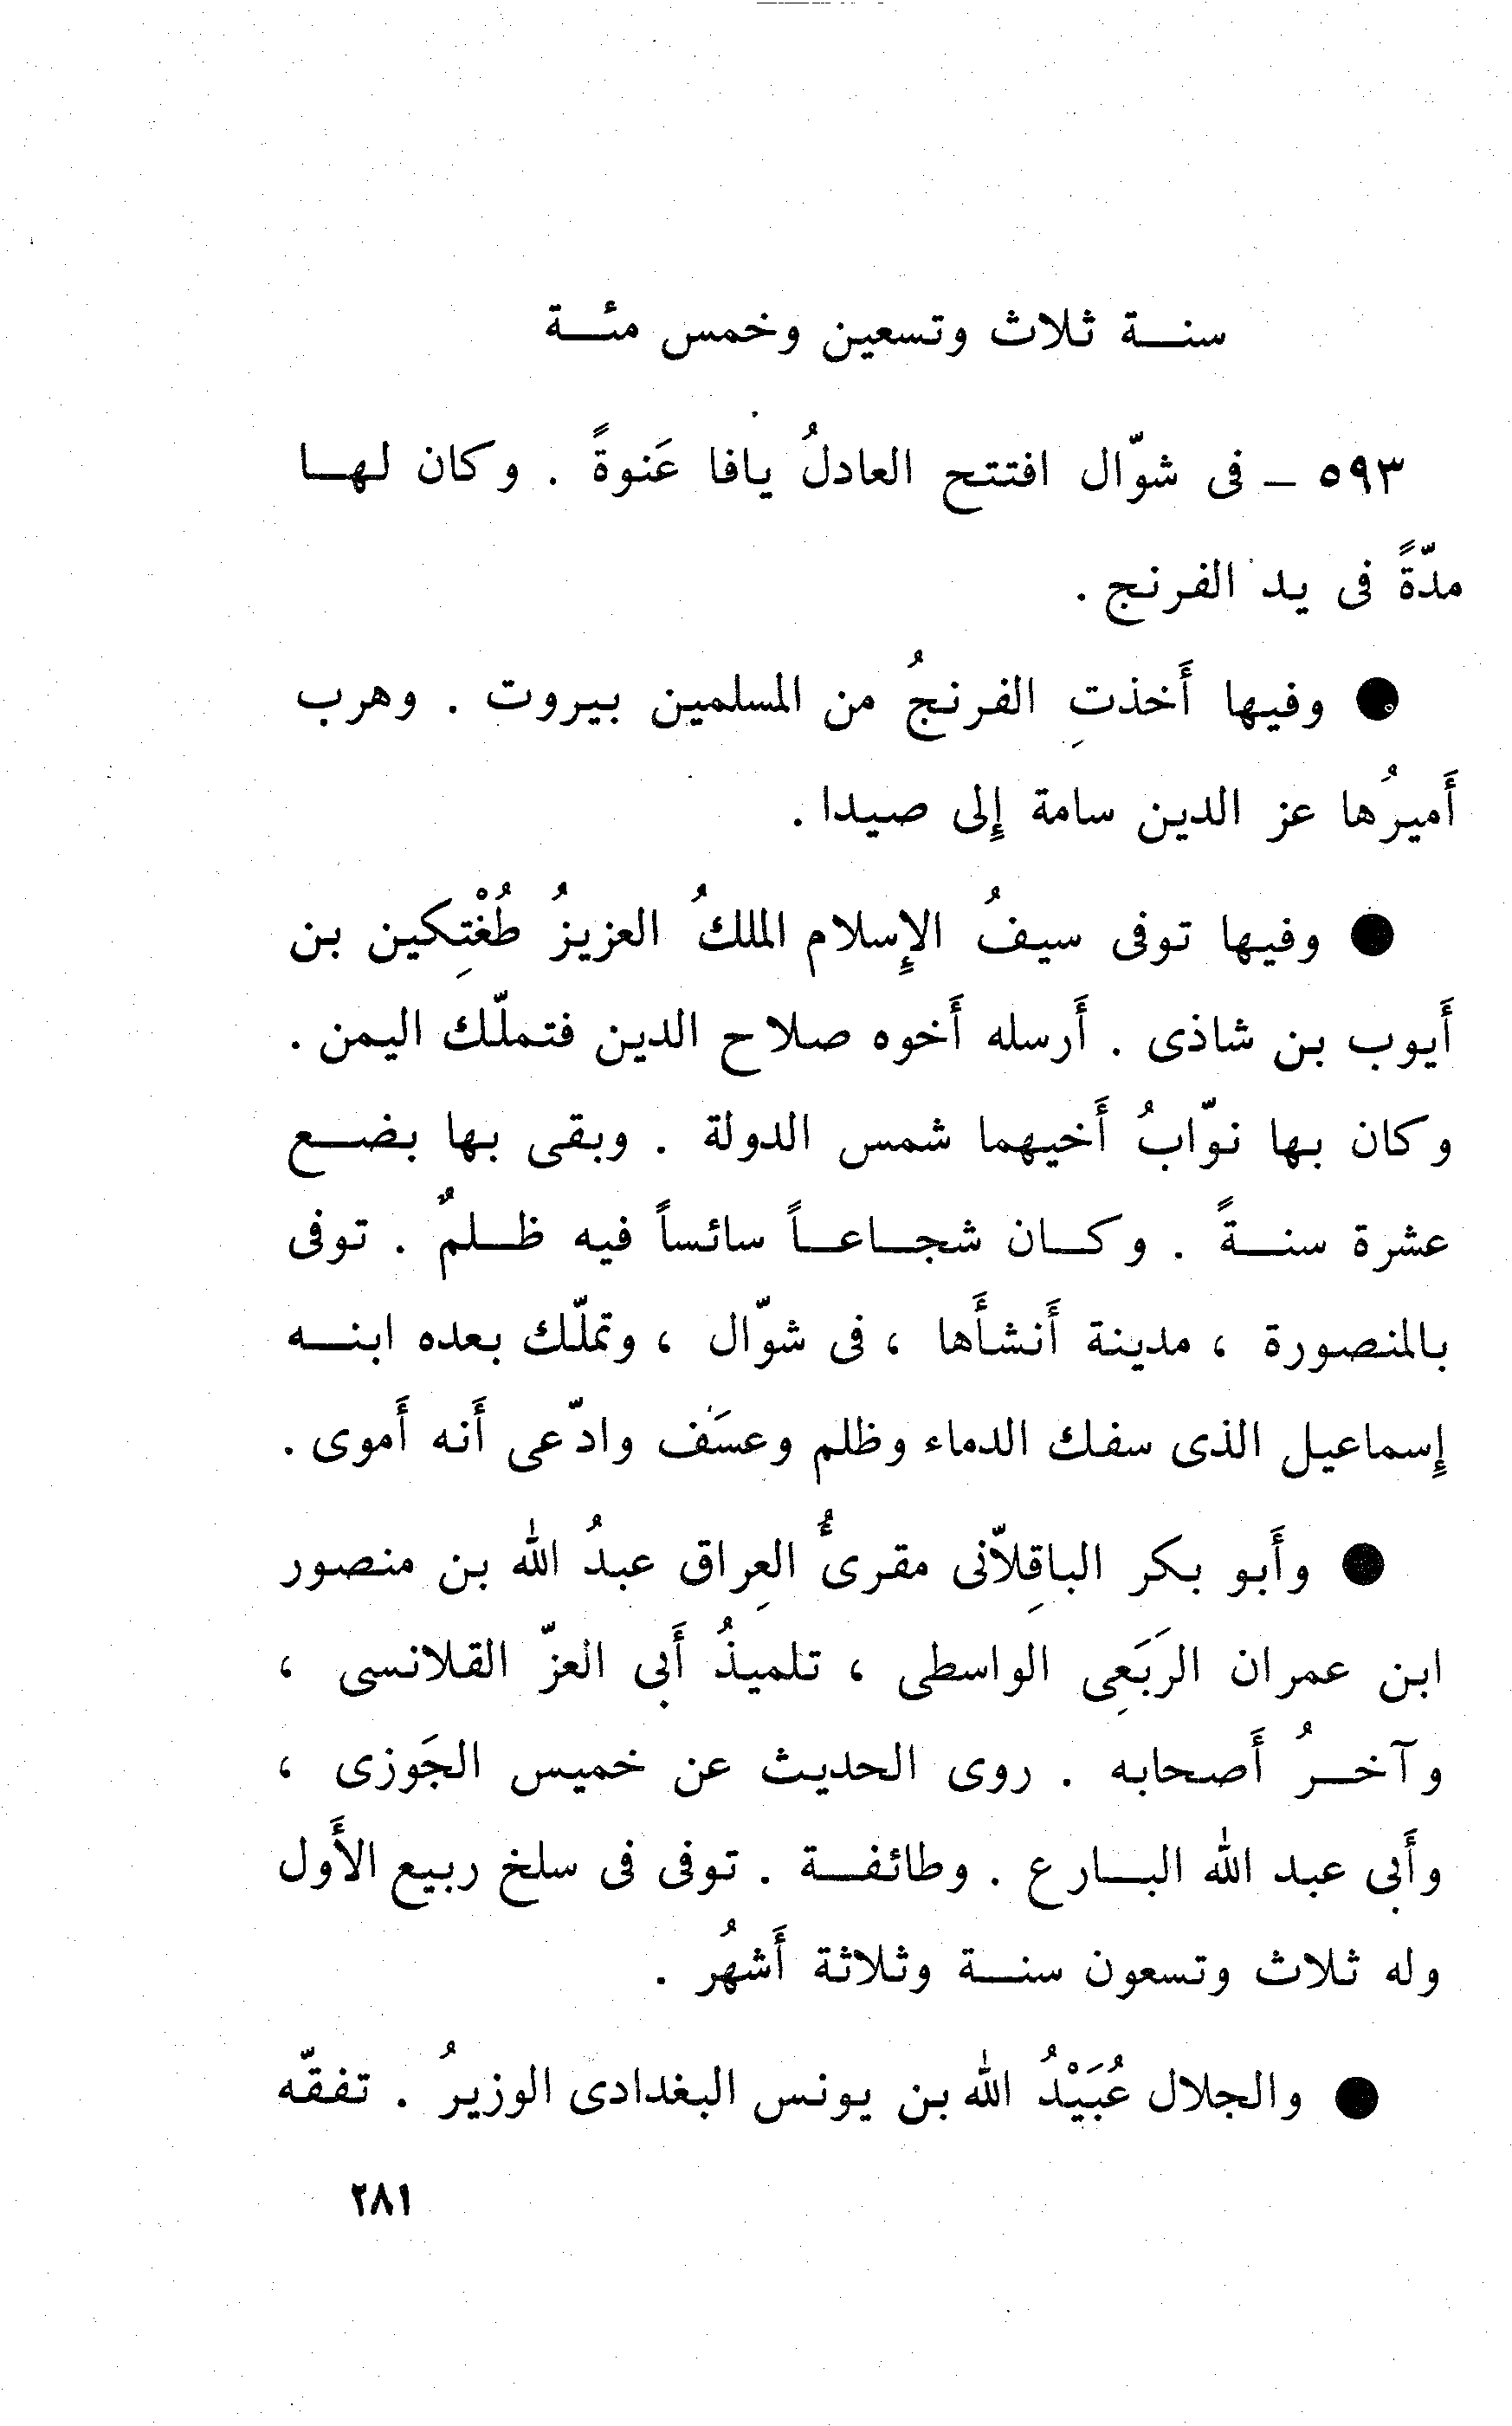 سنة ثلاث وتسعين وخمس مئة
٥٩٣ – فى شوّال افتتح العادلُ يافا عَنوةً . وكان لها
مدّةً فى يد الفرنج .
● وفيها أَخذتِ الفرنجُ من المسلمين بيروت . وهرب
أَميرُها عز الدين سامة إِلى صيدا .
● وفيها توفى سيفُ الإِسلام الملكُ العزيزُ طُغْتِكين بن
أَيوب بن شاذى . أَرسله أَخوه صلاح الدين فتملّك اليمن .
وكان بها نوّابُ أَخيهما شمس الدولة . وبقى بها بضع
عشرة سنةً . وكان شجاعاً سائساً فيه ظلمٌ . توفى
بالمنصورة ، مدينة أَنشأَها ، فى شوّال ، وتملّك بعده ابنه
إِسماعيل الذى سفك الدماء وظلم وعسَف وادّعى أَنه أَموى .
● وأَبو بكر الباقِلاّنى مقرىُٔ العِراق عبدُ الله بن منصور
ابن عمران الرَبَعِى الواسطى ، تلميذُ أَبى العزّ القلانسى ،
وآخرُ أَصحابه . روى الحديث عن خميس الجَوزى ،
وأَبى عبد الله البارع . وطائفة . توفى فى سلخ ربيع الأَول
وله ثلاث وتسعون سنة وثلاثة أَشهُر .
● والجلال عُبَيْدُ الله بن يونس البغدادى الوزيرُ . تفقّه
٢٨١